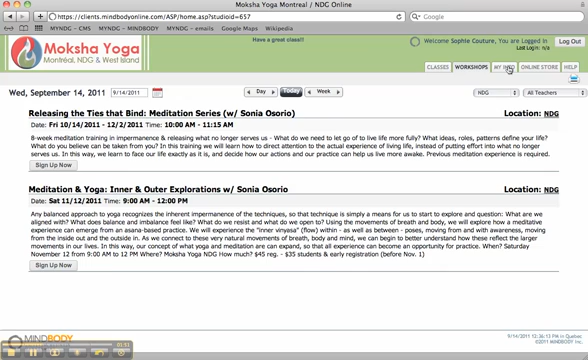 Moksha Yoga Montreal / NDG Online
https://clients.mindbodyonline.com/ASP/home.asp?studioid=657
Google
MYNDG - CMS MYNDG - BTHRU emails Google Maps Wikipedia
Moksha Yoga
Montréal, NDG & West Island
Have a great class!!
Welcome Sophie Couture, You are Logged in
Last Login: n/a
Log Out
CLASSES WORKSHOPS MY INFO ONLINE STORE HELP
Wed, September 14, 2011 9/14/2011 Day Today Week NDG All Teachers
Releasing the Ties that Bind: Meditation Series (w/ Sonia Osorio) Location: NDG
Date: Fri 10/14/2011 - 12/2/2011 Time: 10:00 AM - 11:15 AM
8-week meditation training in impermanence & releasing what no longer serves us - What do we need to let go of to live life more fully? What ideas, roles, patterns define your life?
What do you believe can be taken from you? In this training we will learn how to direct attention to the actual experience of living life, instead of putting effort into what no longer
serves us. In this way, we learn to face our life exactly as it is, and decide how our actions and our practice can help us live more awake. Previous meditation experience is required.
Sign Up Now
Meditation & Yoga: Inner & Outer Explorations w/ Sonia Osorio Location: NDG
Date: Sat 11/12/2011 Time: 9:00 AM - 12:00 PM
Any balanced approach to yoga recognizes the inherent impermanence of the techniques, so that technique is simply a means for us to start to explore and question: What are we
aligned with? What does balance and imbalance feel like? What do we resist and what do we open to? Using the movements of breath and body, we will explore how a meditative
experience can emerge from an asana-based practice. We will experience the "inner vinyasa" (flow) within - as well as between - poses, moving from and with awareness, moving
from the inside out and the outside in. As we connect to these very natural movements of breath, body and mind, we can begin to better understand how these reflect the larger
movements in our lives. In this way, our concept of what yoga and meditation are can expand, so that all experience can become an opportunity for practice. When? Saturday
November 12 from 9:00 AM to 12 PM Where? Moksha Yoga NDG How much? $45 reg. - $35 students & early registration (before Nov. 1)
Sign Up Now
MINDBODY
9/14/2011 12:36:13 PM in Quebec
©2011 MINDBODY Inc.